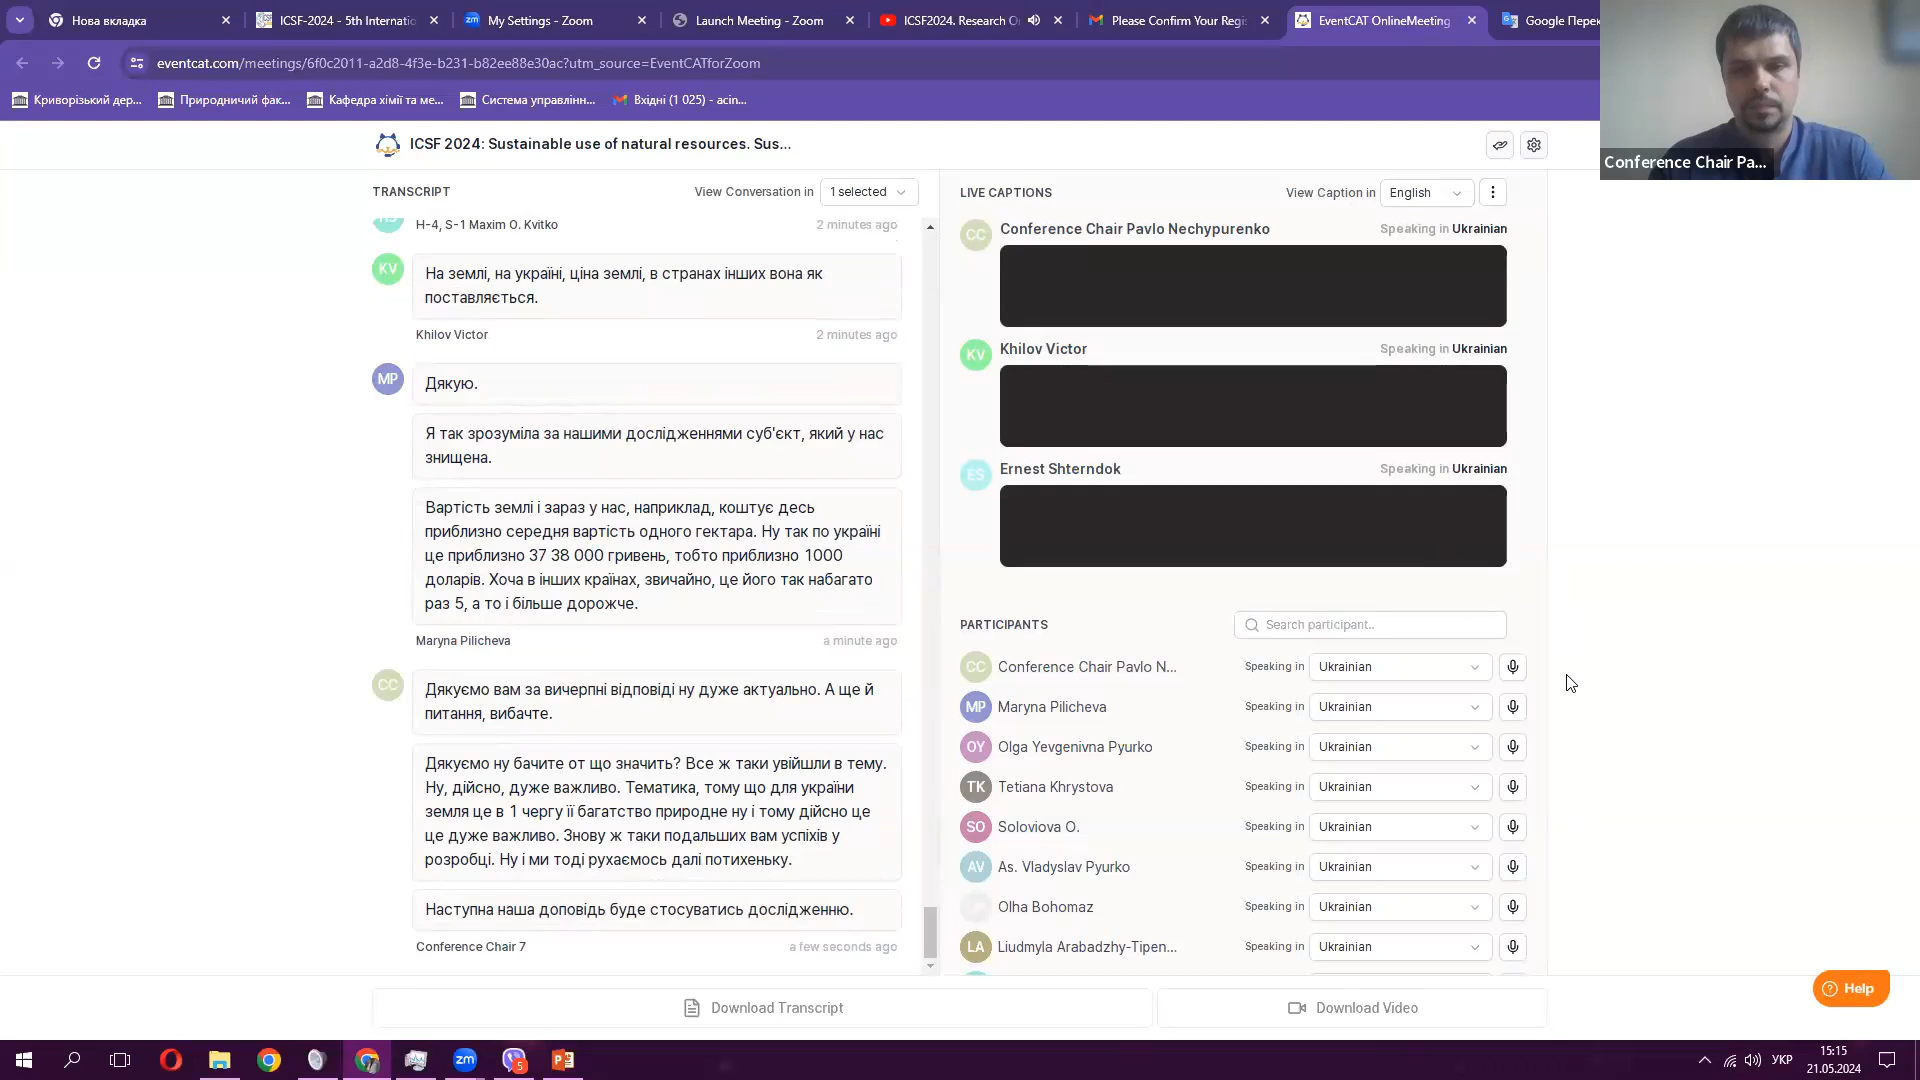 Нова вкладка
ICSF-2024 - 5th Internatio
My Settings - Zoom
Launch Meeting - Zoom
ICSF2024. Research O
Please Confirm Your Regi
EventCAT OnlineMeeting
Google Перек
eventcat.com/meetings/6f0c2011-a2d8-4f3e-b231-b82ee88e30ac?utm_source=EventCATforZoom
Криворізький дер...
Природничий фак...
Кафедра хімії та ме...
Система управлінн...
Вхідні (1 025) - acin...
Conference Chair Pa...
ICSF 2024: Sustainable use of natural resources. Sus...
TRANSCRIPT
View Conversation in
1 selected
H-4, S-1 Maxim O. Kvitko
2 minutes ago
KV
На землі, на україні, ціна землі, в странах інших вона як
поставляється.
Khilov Victor
2 minutes ago
MP
Дякую.
Я так зрозуміла за нашими дослідженнями суб'єкт, який у нас
знищена.
Вартість землі і зараз у нас, наприклад, коштує десь
приблизно середня вартість одного гектара. Ну так по україні
це приблизно 37 38 000 гривень, тобто приблизно 1000
доларів. Хоча в інших країнах, звичайно, це його так набагато
раз 5, а то і більше дорожче.
Maryna Pilicheva
a minute ago
CC
Дякуємо вам за вичерпні відповіді ну дуже актуально. А ще й
питання, вибачте.
Дякуємо ну бачите от що значить? Все ж таки увійшли в тему.
Ну, дійсно, дуже важливо. Тематика, тому що для україни
земля це в 1 чергу її багатство природне ну і тому дійсно це
це дуже важливо. Знову ж таки подальших вам успіхів у
розробці. Ну і ми тоді рухаємось далі потихеньку.
Наступна наша доповідь буде стосуватись дослідженню.
Conference Chair 7
a few seconds ago
LIVE CAPTIONS
View Caption in
English
CC
Conference Chair Pavlo Nechypurenko
Speaking in Ukrainian
KV
Khilov Victor
Speaking in Ukrainian
ES
Ernest Shterndok
Speaking in Ukrainian
PARTICIPANTS
Search participant..
CC Conference Chair Pavlo N... Speaking in Ukrainian
MP Maryna Pilicheva Speaking in Ukrainian
OY Olga Yevgenivna Pyurko Speaking in Ukrainian
TK Tetiana Khrystova Speaking in Ukrainian
SO Soloviova O. Speaking in Ukrainian
AV As. Vladyslav Pyurko Speaking in Ukrainian
Olha Bohomaz Speaking in Ukrainian
LA Liudmyla Arabadzhy-Tipen... Speaking in Ukrainian
Download Transcript
Download Video
Help
5
УКР
15:15
21.05.2024